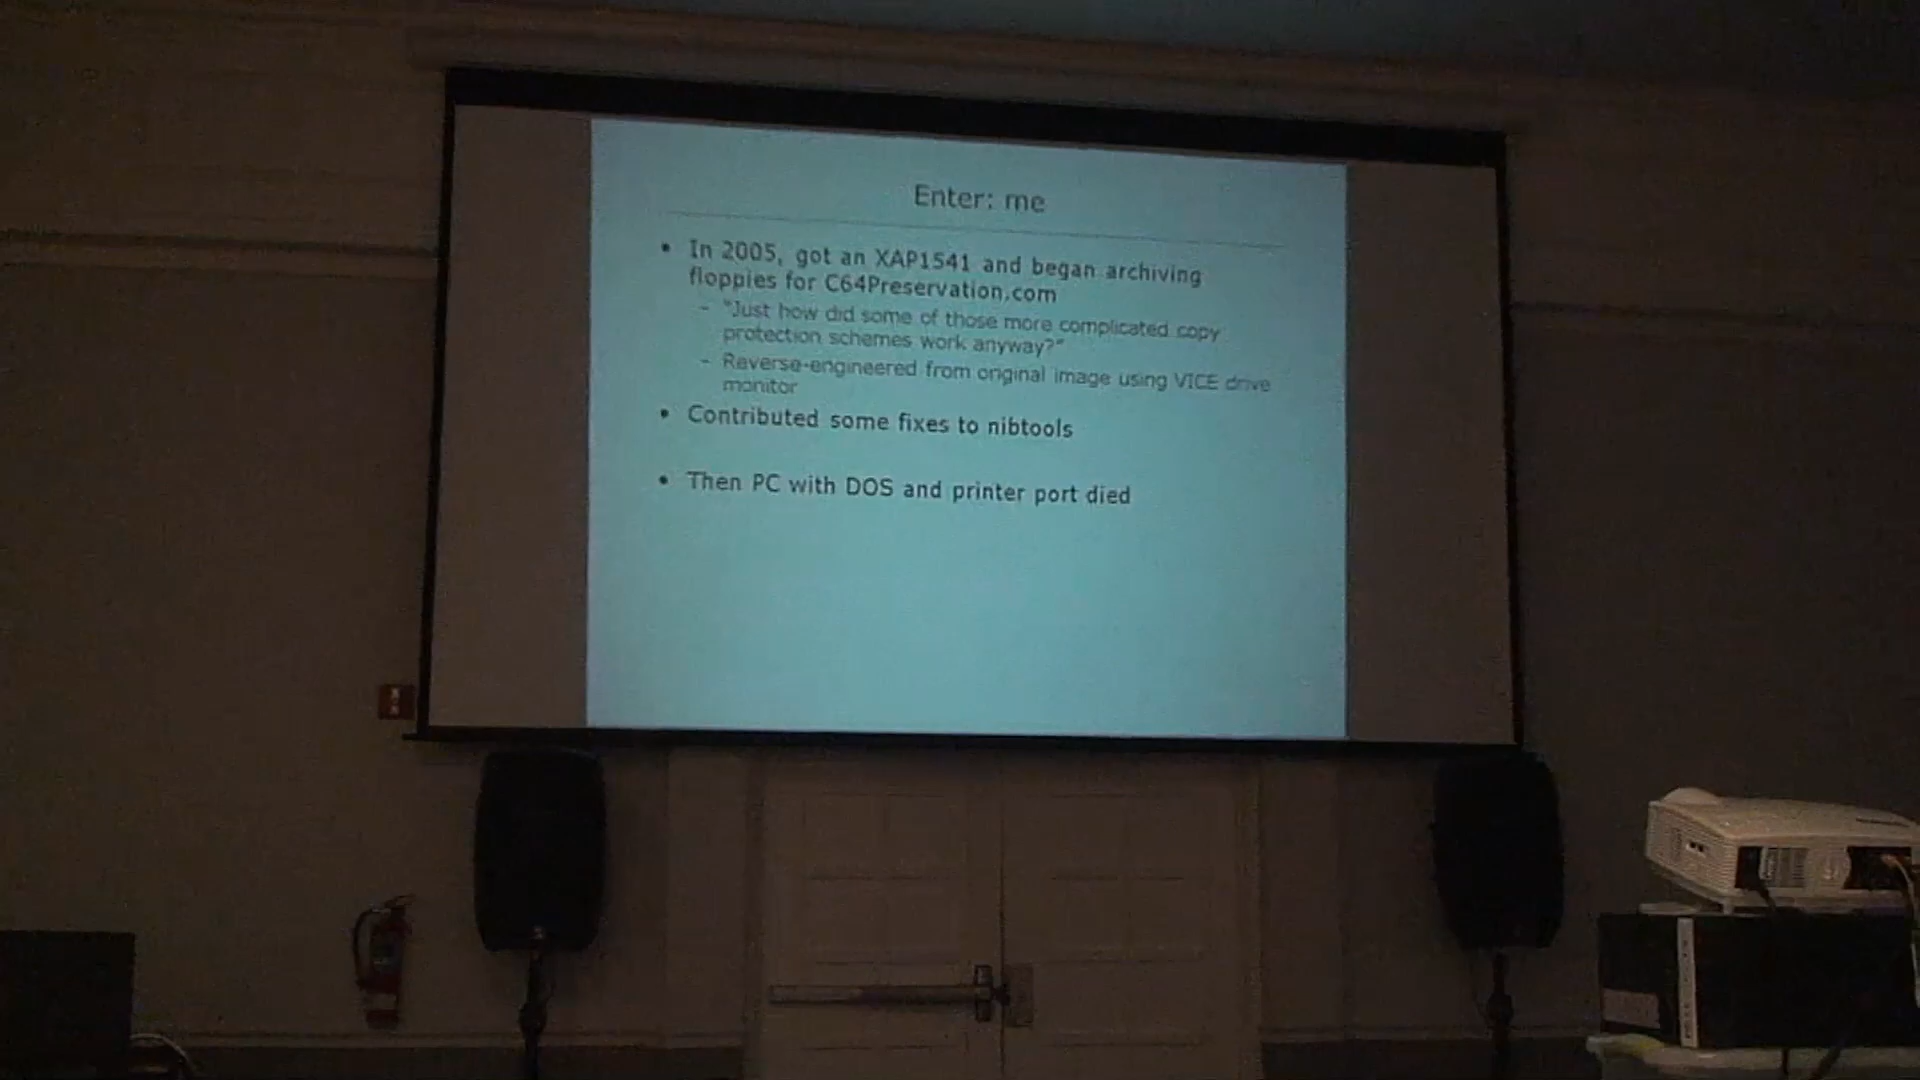 Enter: me
• In 2005, got an XAP1541 and began archiving
floppies for C64Preservation.com
– "Just how did some of those more complicated copy
protection schemes work anyway?"
– Reverse-engineered from original image using VICE drive
monitor
• Contributed some fixes to nibtools
• Then PC with DOS and printer port died